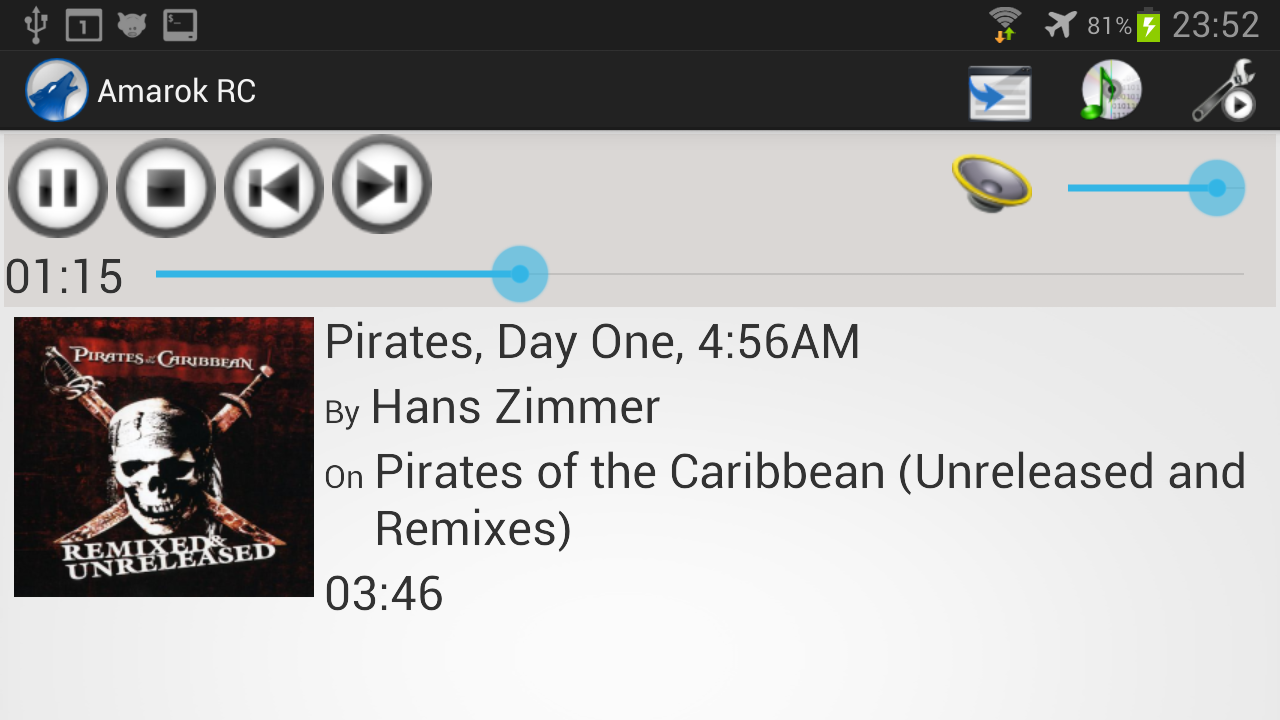 1
$_
81% 23:52
Amarok RC
01:15
Pirates, Day One, 4:56AM
By Hans Zimmer
On Pirates of the Caribbean (Unreleased and
Remixes)
03:46
PIRATES OF THE CARIBBEAN
REMIXED &
UNRELEASED